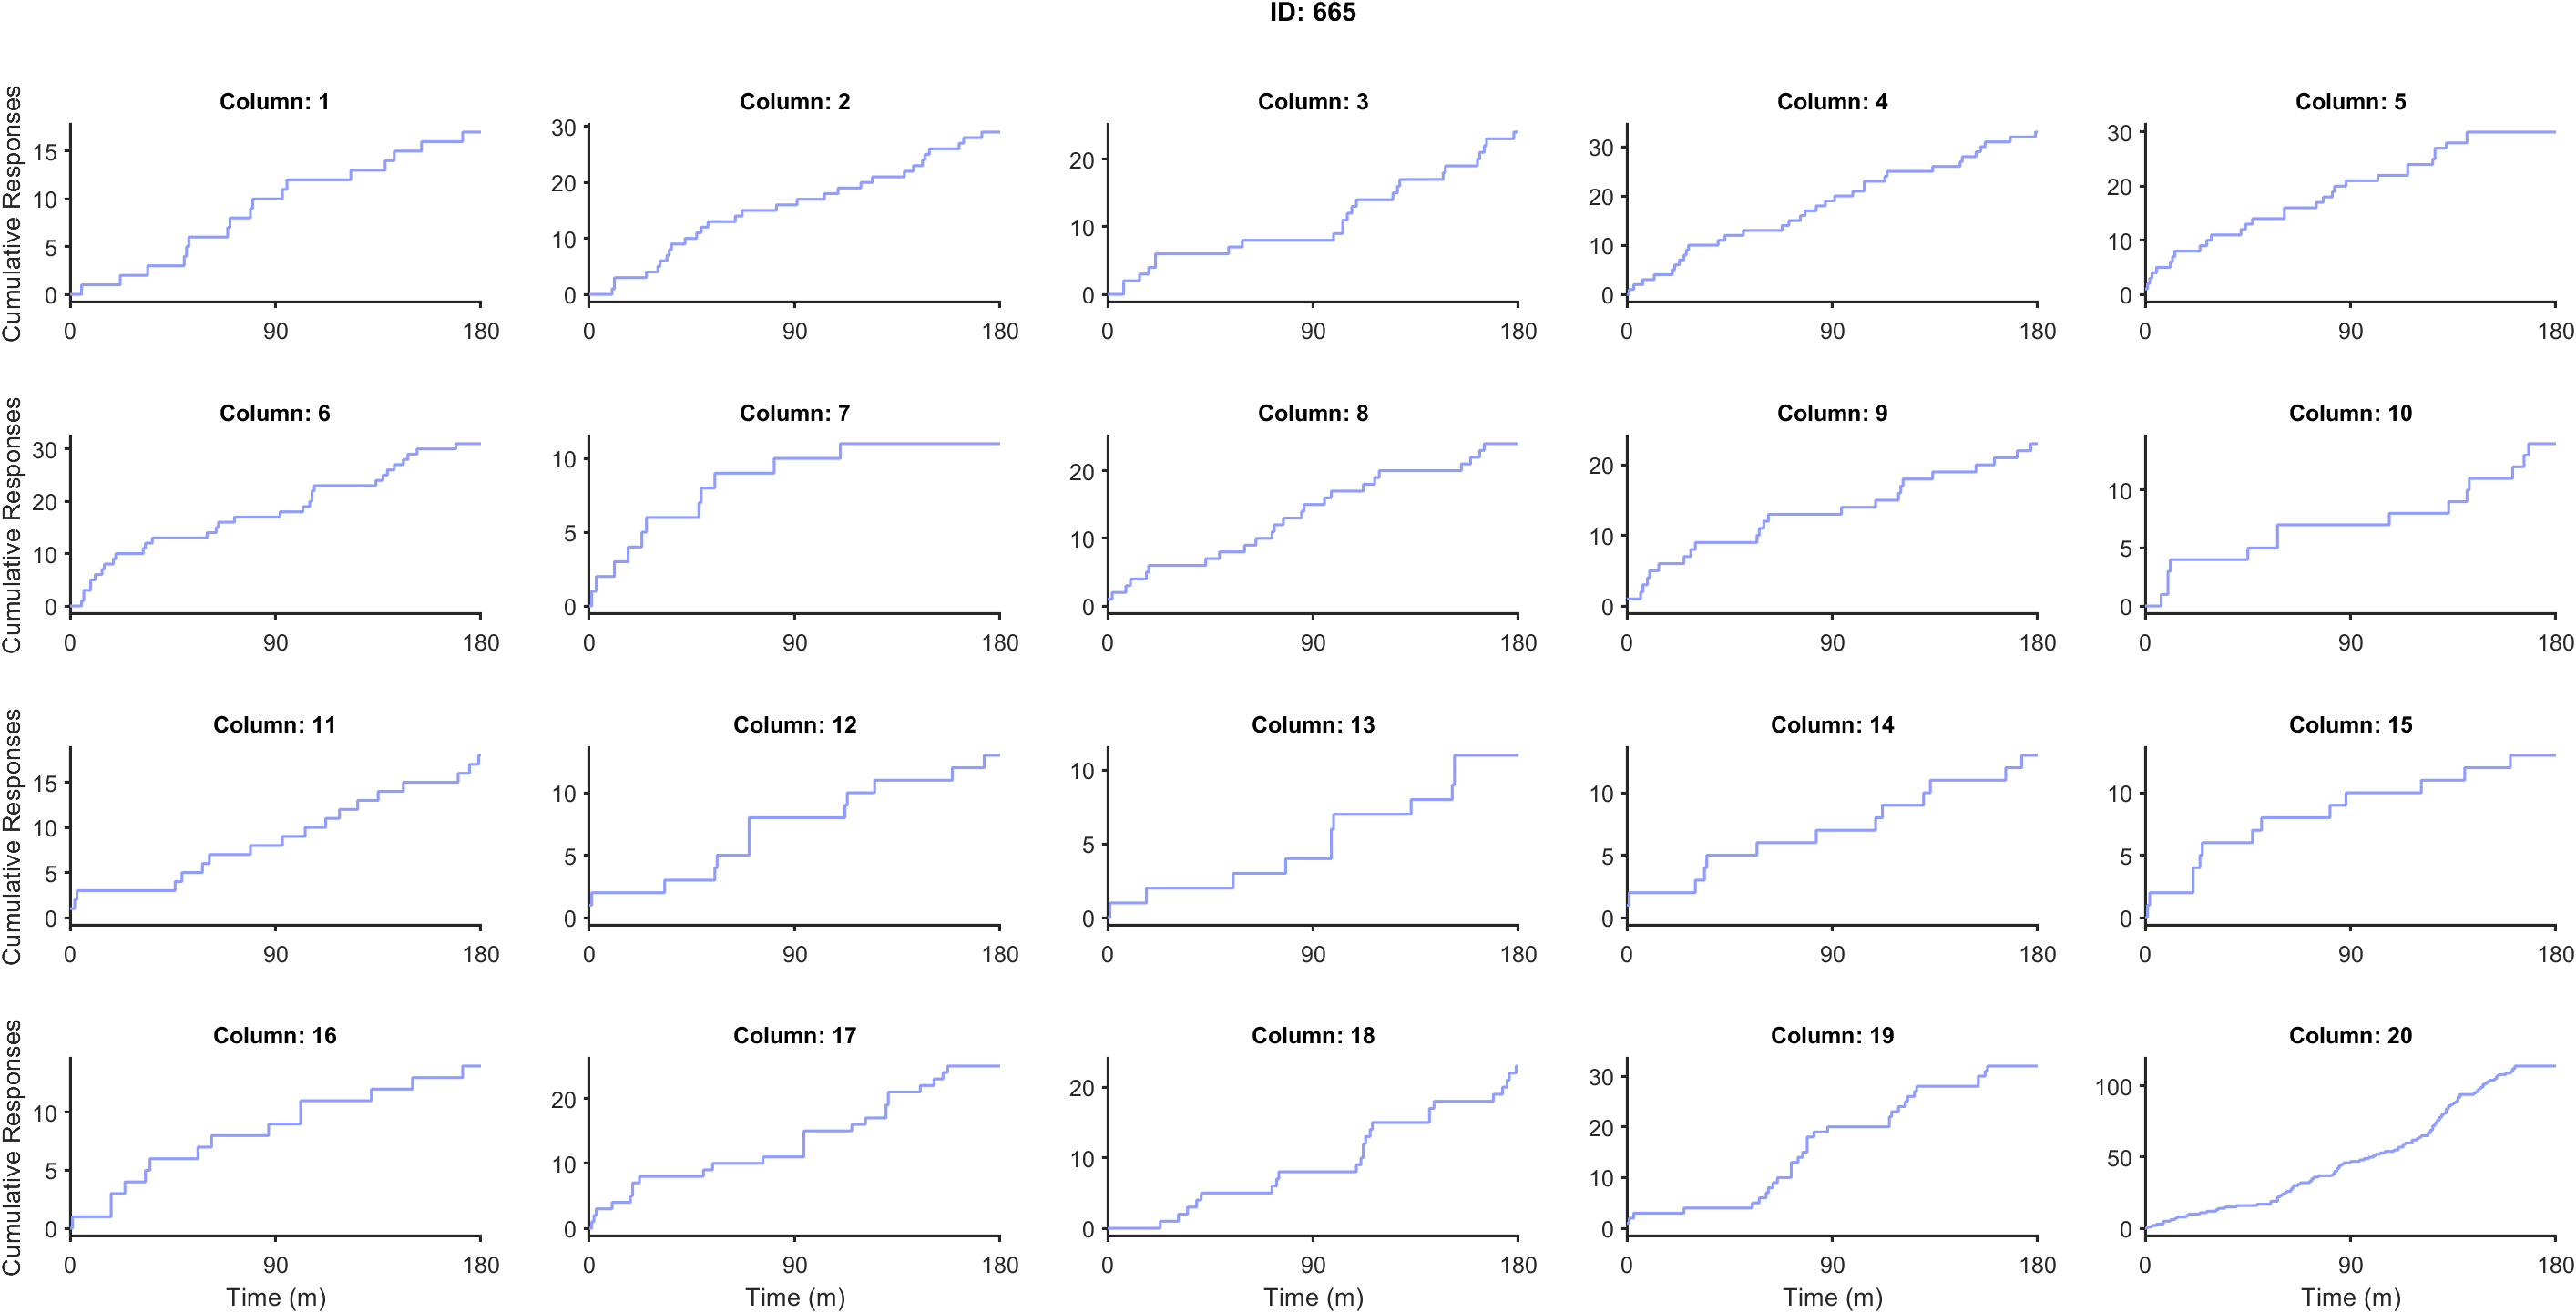 ID: 665
Column: 1
Column: 2
Column: 3
Column: 4
Column: 5
Cumulative Responses
15
10
5
0
0 90 180
30
20
10
0
0 90 180
20
10
0
0 90 180
30
20
10
0
0 90 180
30
20
10
0
0 90 180
Column: 6
Column: 7
Column: 8
Column: 9
Column: 10
Cumulative Responses
30
20
10
0
0 90 180
10
5
0
0 90 180
20
10
0
0 90 180
20
10
0
0 90 180
10
5
0
0 90 180
Column: 11
Column: 12
Column: 13
Column: 14
Column: 15
Cumulative Responses
15
10
5
0
0 90 180
10
5
0
0 90 180
10
5
0
0 90 180
10
5
0
0 90 180
10
5
0
0 90 180
Column: 16
Column: 17
Column: 18
Column: 19
Column: 20
Cumulative Responses
10
5
0
0 90 180
Time (m)
20
10
0
0 90 180
Time (m)
20
10
0
0 90 180
Time (m)
30
20
10
0
0 90 180
Time (m)
100
50
0
0 90 180
Time (m)